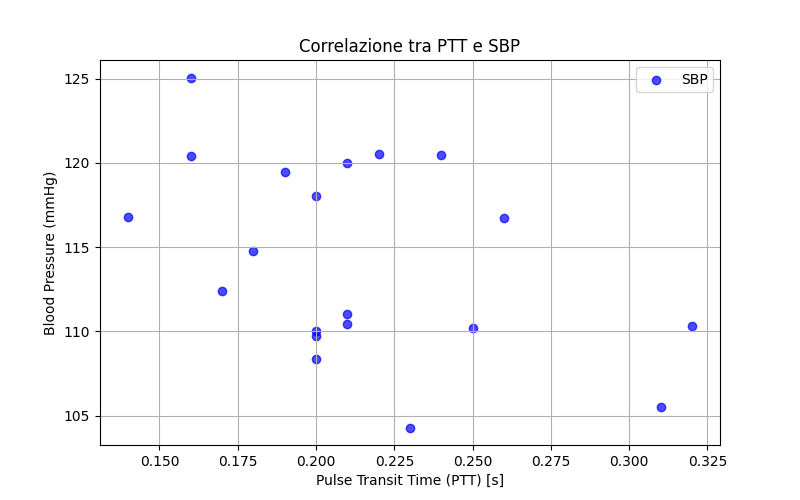 Correlazione tra PTT e SBP
SBP
Blood Pressure (mmHg)
125
120
115
110
105
0.150 0.175 0.200 0.225 0.250 0.275 0.300 0.325
Pulse Transit Time (PTT) [s]